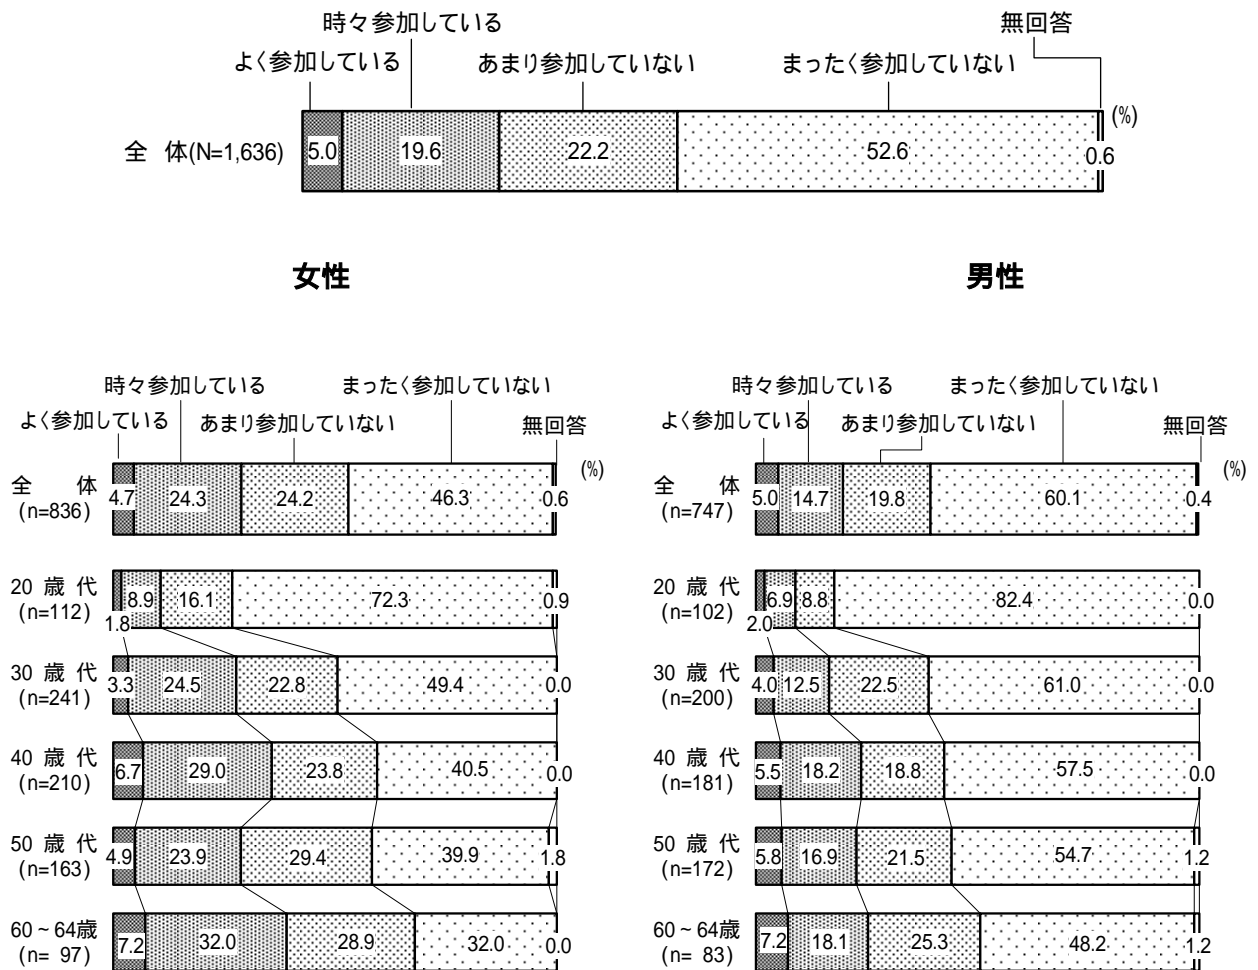 時々参加している 無回答
よく参加している あまり参加していない まったく参加していない
(%)
全 体(N=1,636) 5.0 19.6 22.2 52.6 0.6
女性
時々参加している まったく参加していない
よく参加している あまり参加していない 無回答
(%)
全 体
(n=836)
4.7 24.3 24.2 46.3 0.6
20 歳 代
(n=112)
1.8 8.9 16.1 72.3 0.9
30 歳 代
(n=241)
3.3 24.5 22.8 49.4 0.0
40 歳 代
(n=210)
6.7 29.0 23.8 40.5 0.0
50 歳 代
(n=163)
4.9 23.9 29.4 39.9 1.8
60~64歳
(n= 97)
7.2 32.0 28.9 32.0 0.0
男性
時々参加している まったく参加していない
よく参加している あまり参加していない 無回答
(%)
全 体
(n=747)
5.0 14.7 19.8 60.1 0.4
20 歳 代
(n=102)
2.0 6.9 8.8 82.4 0.0
30 歳 代
(n=200)
4.0 12.5 22.5 61.0 0.0
40 歳 代
(n=181)
5.5 18.2 18.8 57.5 0.0
50 歳 代
(n=172)
5.8 16.9 21.5 54.7 1.2
60~64歳
(n= 83)
7.2 18.1 25.3 48.2 1.2